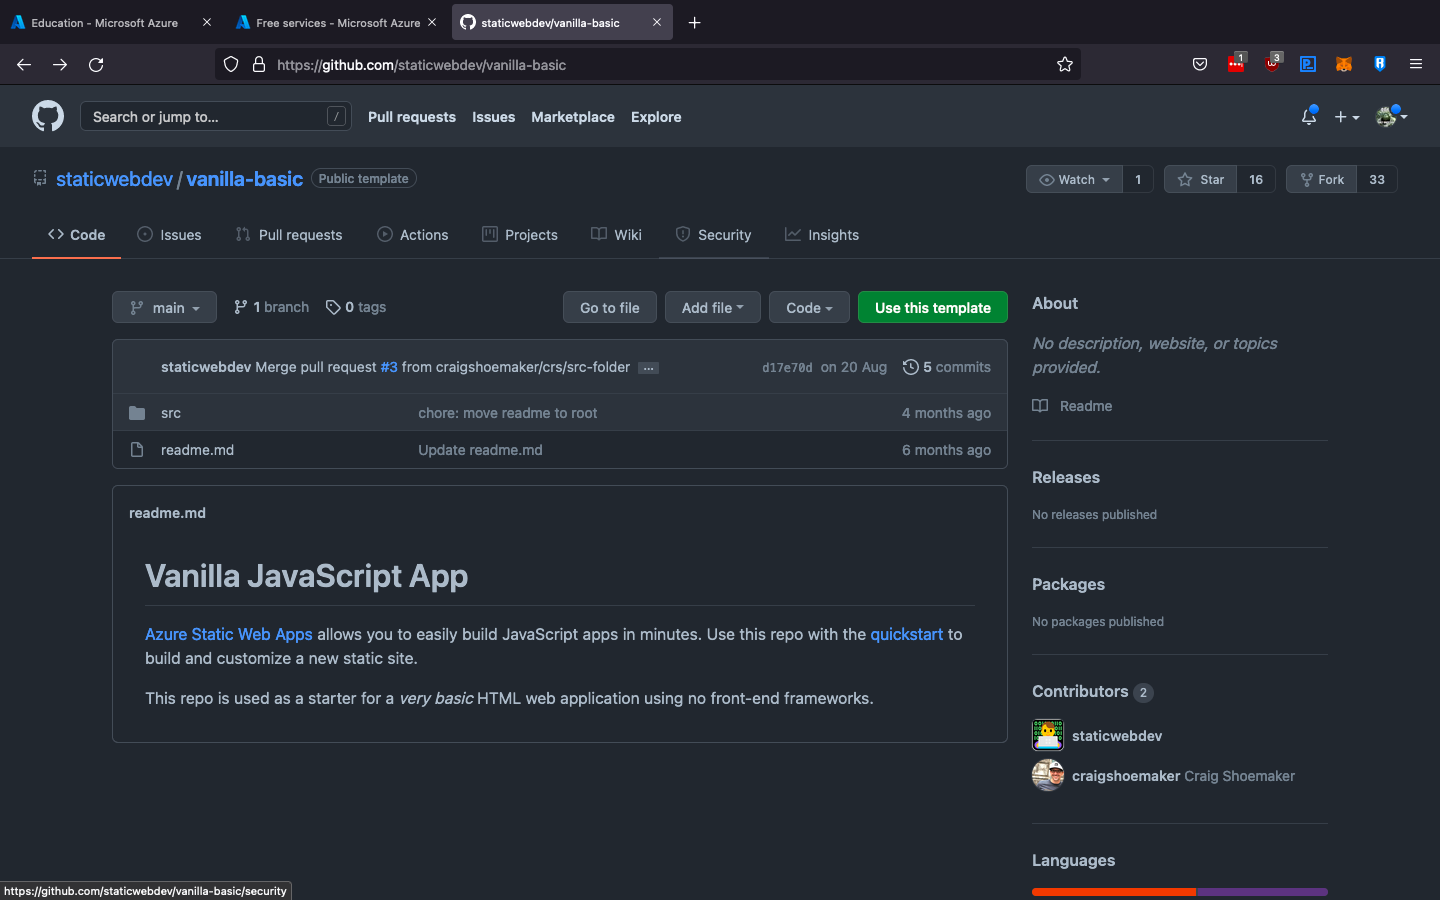 Education - Microsoft Azure
Free services - Microsoft Azure
staticwebdev/vanilla-basic
https://github.com/staticwebdev/vanilla-basic
1
3
Search or jump to…
/
Pull requests
Issues
Marketplace
Explore
staticwebdev / vanilla-basic
Public template
Watch
1
Star
16
Fork
33
Code
Issues
Pull requests
Actions
Projects
Wiki
Security
Insights
main
1 branch
0 tags
Go to file
Add file
Code
Use this template
staticwebdev Merge pull request #3 from craigshoemaker/crs/src-folder …
d17e70d on 20 Aug
5 commits
src
chore: move readme to root
4 months ago
readme.md
Update readme.md
6 months ago
readme.md
Vanilla JavaScript App
Azure Static Web Apps allows you to easily build JavaScript apps in minutes. Use this repo with the quickstart to
build and customize a new static site.
This repo is used as a starter for a very basic HTML web application using no front-end frameworks.
About
No description, website, or topics
provided.
Readme
Releases
No releases published
Packages
No packages published
Contributors 2
staticwebdev
craigshoemaker Craig Shoemaker
Languages
https://github.com/staticwebdev/vanilla-basic/security